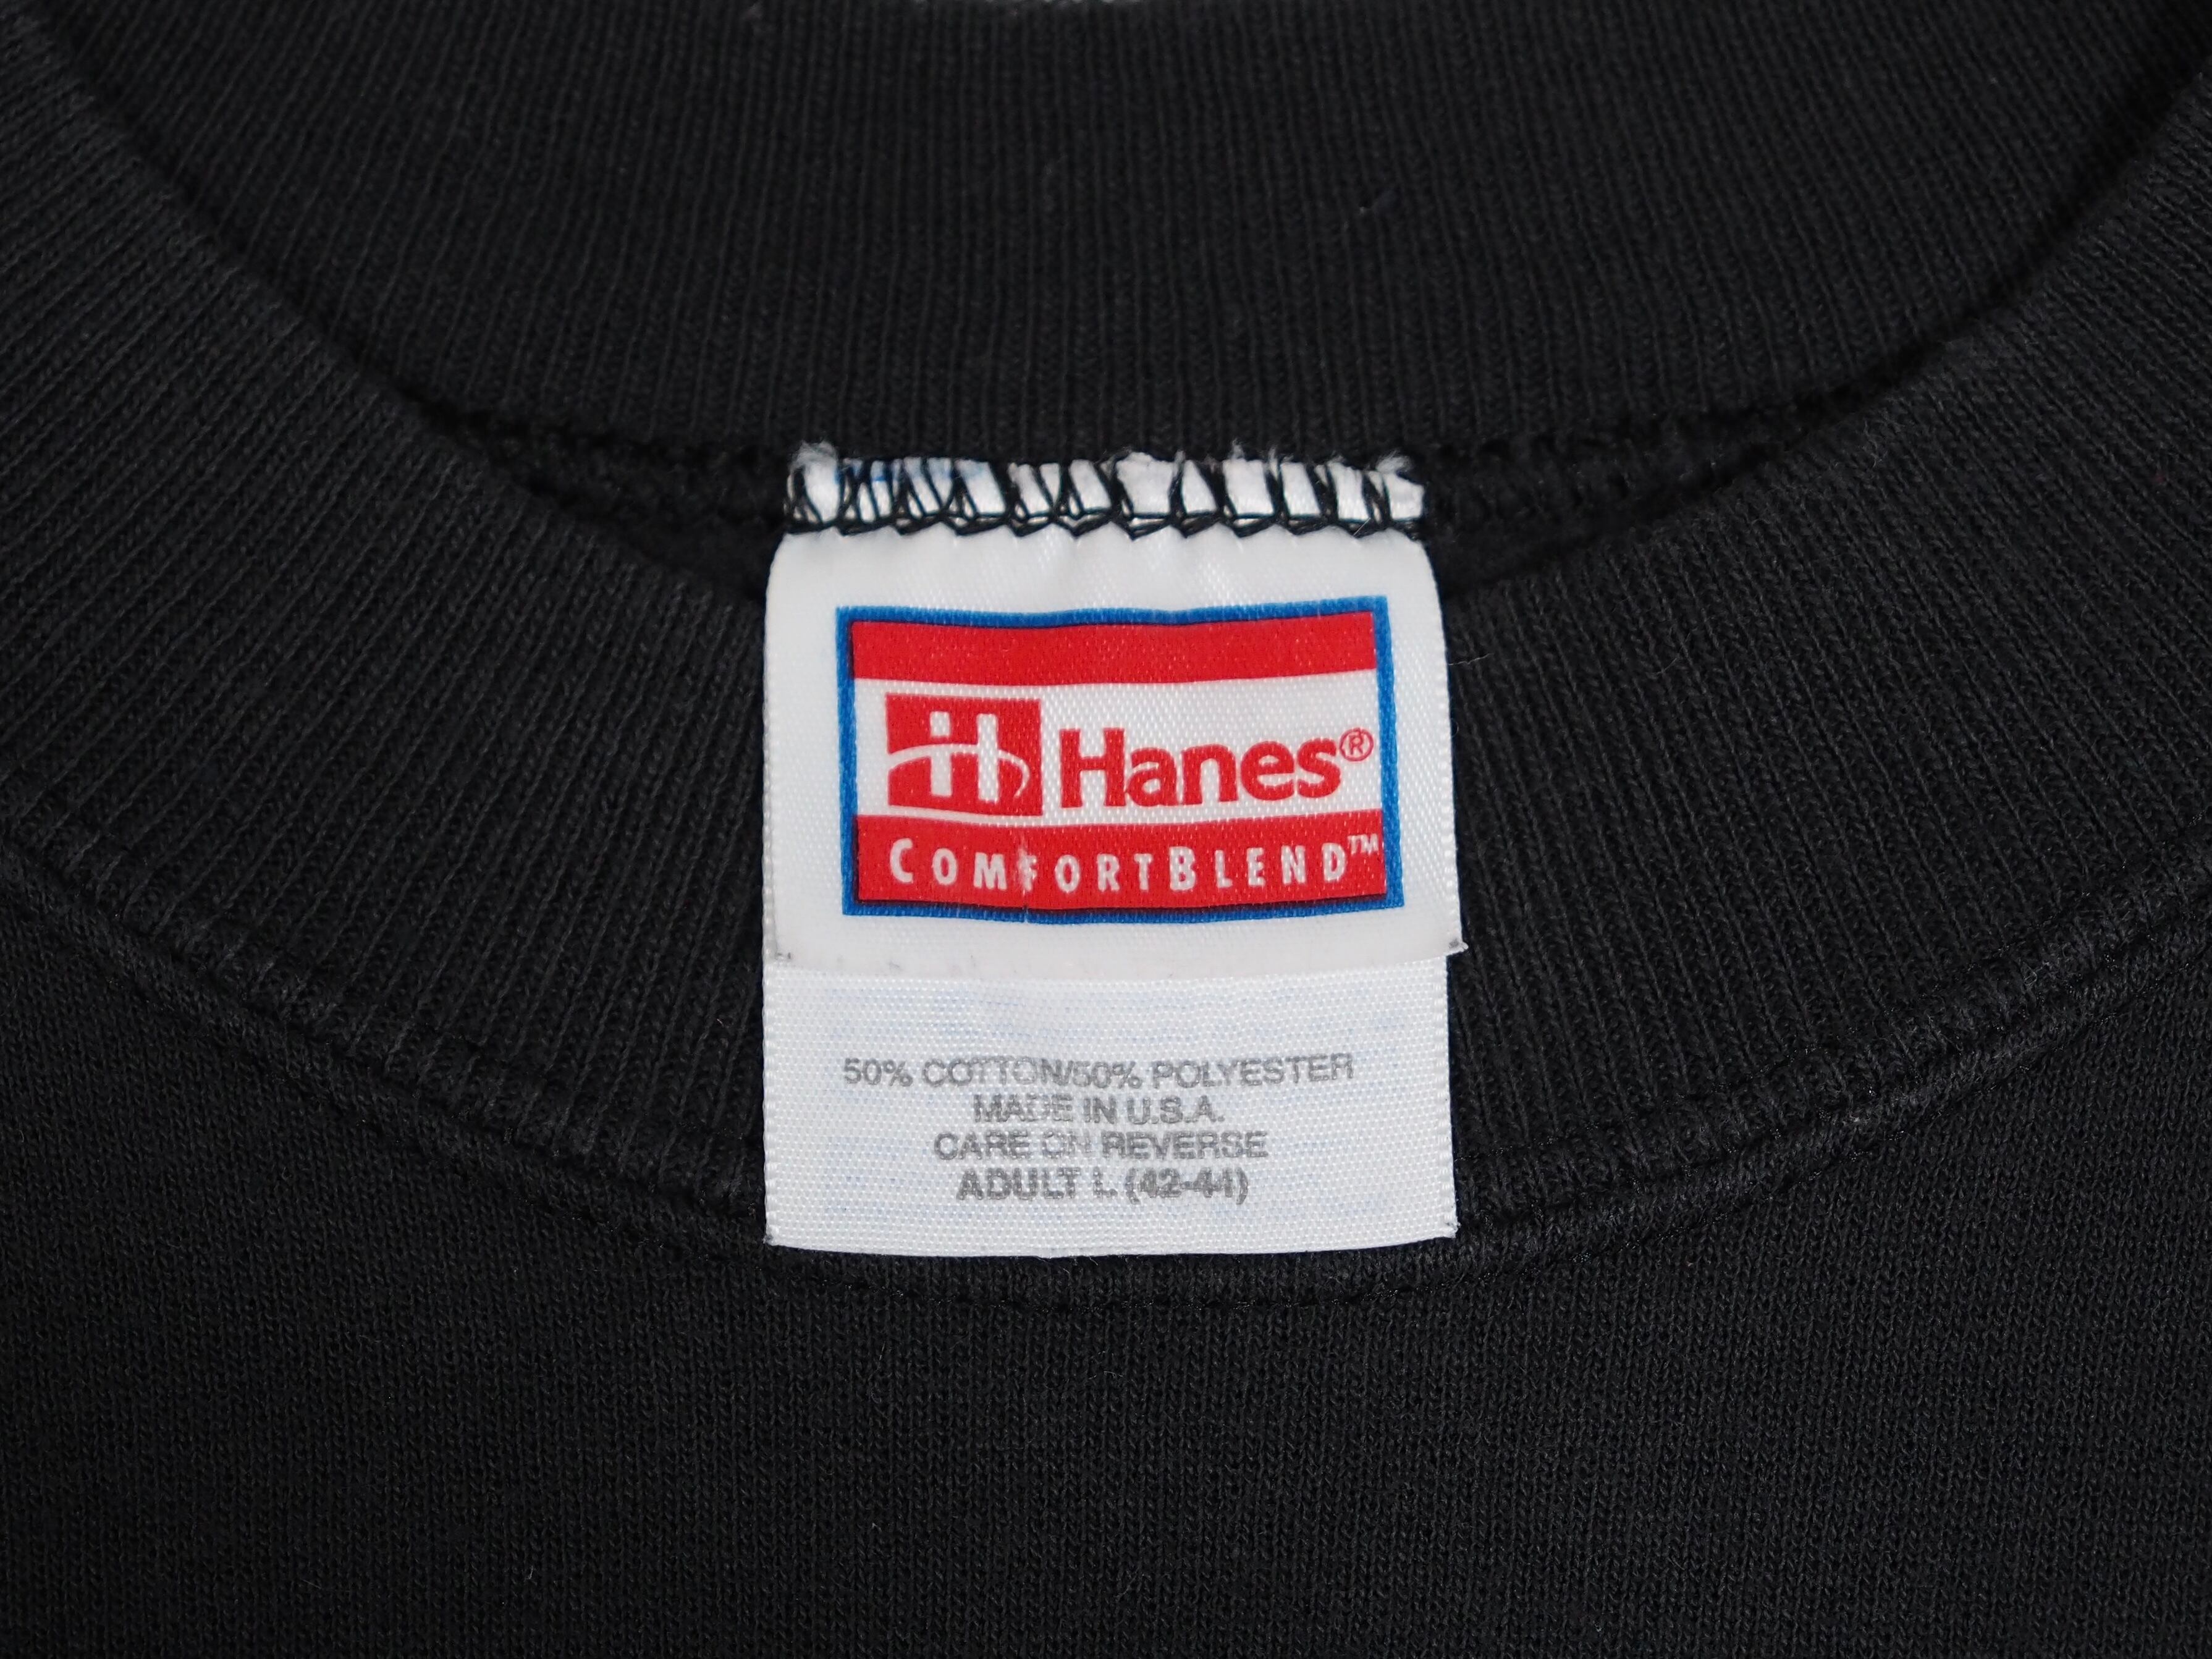 H Hanes®
COMFORTBLEND™
50% COTTON/50% POLYESTER
MADE IN U.S.A.
CARE ON REVERSE
ADULT L (42-44)